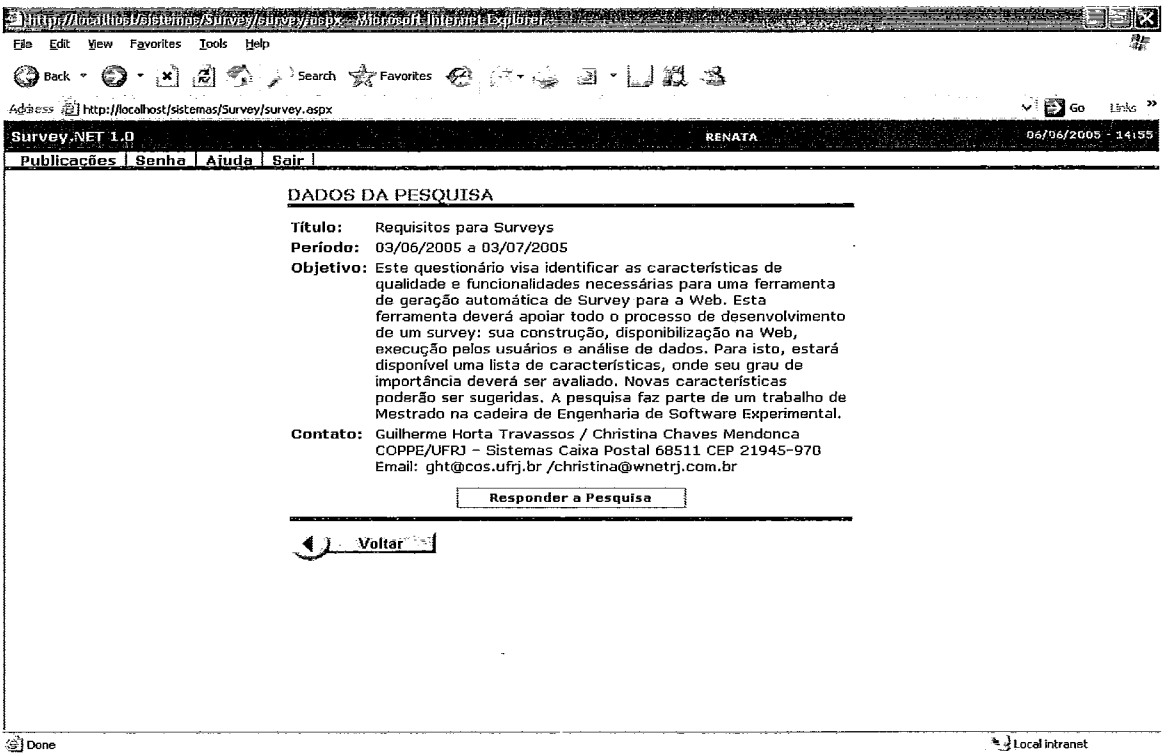 http://localhost/sistemas/Survey/survey.aspx - Microsoft Internet Explorer
File Edit View Favorites Tools Help
Back Search Favorites
Address http://localhost/sistemas/Survey/survey.aspx Go Links »
Survey.NET 1.0 RENATA 06/06/2005 - 14:55
Publicações | Senha | Ajuda | Sair |
DADOS DA PESQUISA
Título: Requisitos para Surveys
Período: 03/06/2005 a 03/07/2005
Objetivo: Este questionário visa identificar as características de
qualidade e funcionalidades necessárias para uma ferramenta
de geração automática de Survey para a Web. Esta
ferramenta deverá apoiar todo o processo de desenvolvimento
de um survey: sua construção, disponibilização na Web,
execução pelos usuários e análise de dados. Para isto, estará
disponível uma lista de características, onde seu grau de
importância deverá ser avaliado. Novas características
poderão ser sugeridas. A pesquisa faz parte de um trabalho de
Mestrado na cadeira de Engenharia de Software Experimental.
Contato: Guilherme Horta Travassos / Christina Chaves Mendonca
COPPE/UFRJ - Sistemas Caixa Postal 68511 CEP 21945-970
Email: ght@cos.ufrj.br /christina@wnetrj.com.br
Responder a Pesquisa
Voltar
Done Local intranet